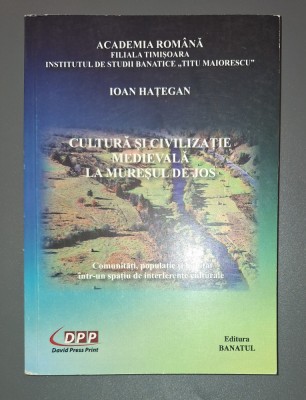 ACADEMIA ROMÂNĂ
FILIALA TIMIȘOARA
INSTITUTUL DE STUDII BANATICE „TITU MAIORESCU”
IOAN HAȚEGAN
CULTURĂ ȘI CIVILIZAȚIE
MEDIEVALĂ
LA MUREȘUL DE JOS
Comunități, populație și
într-un spațiu de interferențe culturale
DPP
David Press Print
Editura
BANATUL